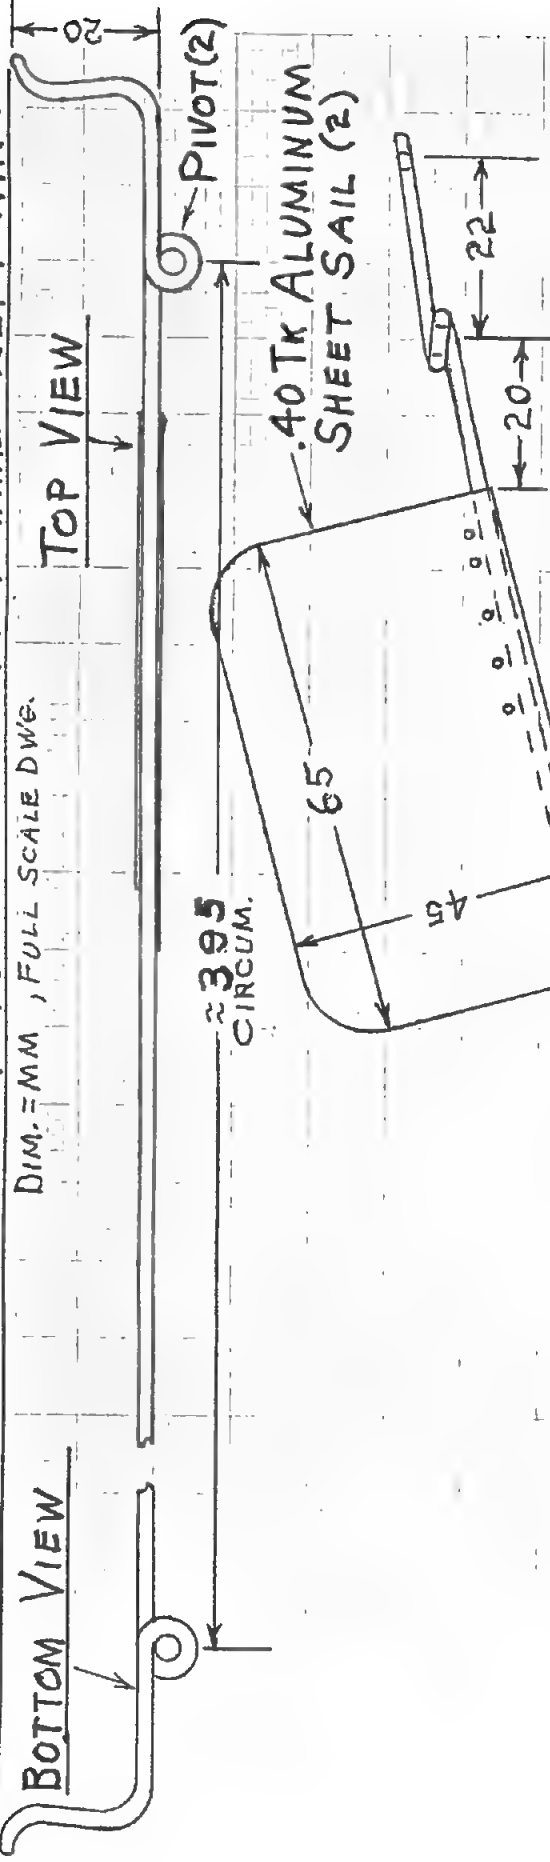 DIM. = MM , FULL SCALE DWG.
BOTTOM VIEW
TOP VIEW
20
PIVOT (2)
≈395
CIRCUM.
.40 TK ALUMINUM
SHEET SAIL (2)
65
45
22
20